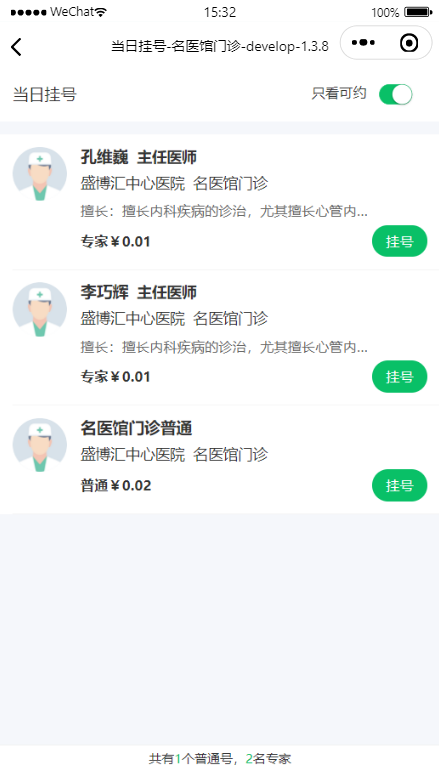 WeChat 15:32 100%
当日挂号-名医馆门诊-develop-1.3.8
当日挂号 只看可约
孔维巍 主任医师
盛博汇中心医院 名医馆门诊
擅长：擅长内科疾病的诊治，尤其擅长心管内...
专家￥0.01 挂号
李巧辉 主任医师
盛博汇中心医院 名医馆门诊
擅长：擅长内科疾病的诊治，尤其擅长心管内...
专家￥0.01 挂号
名医馆门诊普通
盛博汇中心医院 名医馆门诊
普通￥0.02 挂号
共有1个普通号，2名专家